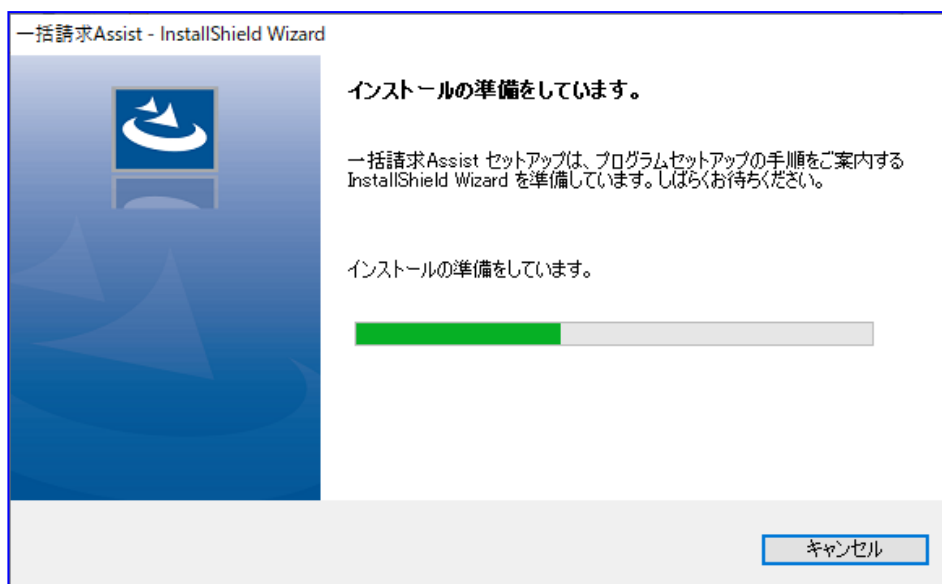 一括請求Assist - InstallShield Wizard
インストールの準備をしています。
一括請求Assist セットアップは、プログラムセットアップの手順をご案内する
InstallShield Wizard を準備しています。しばらくお待ちください。
インストールの準備をしています。
キャンセル